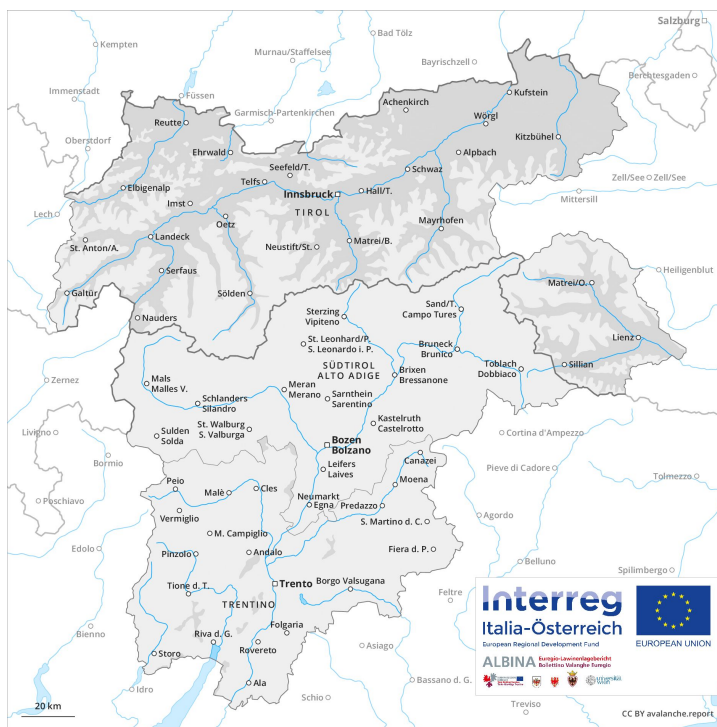 Salzburg
Kempten
Bad Tölz
Murnau/Staffelsee
Bayrischzell
Berchtesgaden
Immenstadt
Füssen
Kufstein
Achenkirch
Garmisch-Partenkirchen
Wörgl
Reutte
Kitzbühel
Oberstdorf
Ehrwald
Alpbach
Seefeld/T.
Schwaz
Telfs
Zell/See
Zell/See
Elbigenalp
Innsbruck
Hall/T.
Mittersill
Imst
TIROL
Lech
Oetz
Mayrhofen
Landeck
St. Anton/A.
Neustift/St.
Matrei/B.
Serfaus
Heiligenblut
Matrei/O.
Galtür
Sölden
Sand/T.
Campo Tures
Nauders
Sterzing
Vipiteno
Lienz
St. Leonhard/P.
S. Leonardo i. P.
Bruneck
Brunico
SÜDTIROL
ALTO ADIGE
Toblach
Dobbiaco
Sillian
Brixen
Bressanone
Zernez
Mals
Malles V.
Meran
Merano
Sarnthein
Sarentino
Schlanders
Silandro
St. Walburg
S. Valburga
Kastelruth
Castelrotto
Livigno
Sulden
Solda
Cortina d'Ampezzo
Bozen
Bolzano
Bormio
Canazei
Leifers
Laives
Pieve di Cadore
Tolmezzo
Peio
Malè
Cles
Moena
Poschiavo
Neumarkt
Egna
Predazzo
Vermiglio
Agordo
S. Martino d. C.
M. Campiglio
Edolo
Pinzolo
Andalo
Fiera d. P.
Belluno
Spilimbergo
Tione d. T.
Trento
Borgo Valsugana
Feltre
TRENTINO
Folgaria
Bienno
Riva d. G.
Rovereto
Asiago
Storo
Bassano d. G.
Ala
Idro
Schio
Treviso
Interreg
Italia-Österreich
European Regional Development Fund
EUROPEAN UNION
ALBINA
Euregio-Lawinenlagebericht
Bollettino Valanghe Euregio
universität
wien
20 km
CC BY avalanche.report